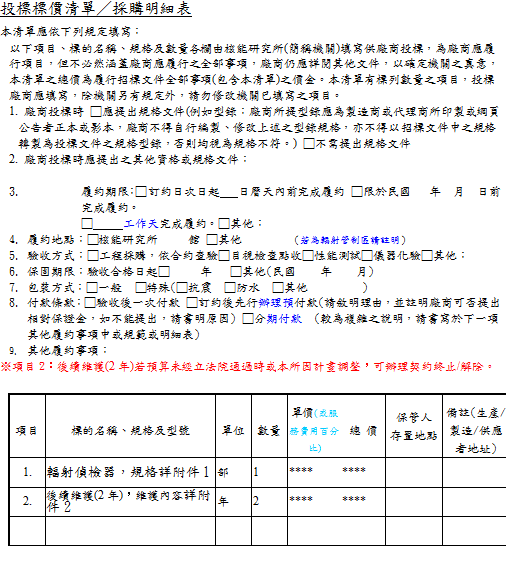 投標標價清單／採購明細表
本清單應依下列規定填寫：
以下項目、標的名稱、規格及數量各欄由核能研究所(簡稱機關)填寫供廠商投標，為廠商應履
行項目，但不必然涵蓋廠商應履行之全部事項，廠商仍應詳閱其他文件，以確定機關之真意，
本清單之總價為履行招標文件全部事項(包含本清單)之價金。本清單有標列數量之項目，投標
廠商應填寫，除機關另有規定外，請勿修改機關已填寫之項目。
1. 廠商投標時 □應提出規格文件(例如型錄；廠商所提型錄應為製造商或代理商所印製或網頁
公告者正本或影本，廠商不得自行編製、修改上述之型錄規格，亦不得以招標文件中之規格
轉製為投標文件之規格型錄，否則均視為規格不符。) □不需提出規格文件
2. 廠商投標時應提出之其他資格或規格文件：
3. 履約期限：□訂約日次日起___日曆天內前完成履約 □限於民國 年 月 日前
完成履約。
□_____工作天完成履約。□其他：
4. 履約地點：□核能研究所 館 □其他 (若為輻射管制區請註明)
5. 驗收方式：□工程採購，依合約查驗□目視檢查點收□性能測試□儀器化驗□其他：
6. 保固期限：驗收合格日起□ 年 □其他(民國 年 月)
7. 包裝方式：□一般 □特殊(□抗震 □防水 □其他 )
8. 付款條款：□驗收後一次付款 □訂約後先行辦理預付款(請敘明理由，並註明廠商可否提出
相對保證金，如不能提出，請書明原因) □分期付款 (較為複雜之說明，請書寫於下一項
其他履約事項中或規範或明細表)
9. 其他履約事項：
※項目2：後續維護(2年)若預算未經立法院通過時或本所因計畫調整，可辦理契約終止/解除。
項目 標的名稱、規格及型號 單位 數量 單價(或服務費用百分比) 總 價 保管人存置地點 備註(生產/製造/供應者地址)
1. 輻射偵檢器，規格詳附件1 部 1 **** ****
2. 後續維護(2年)，維護內容詳附件2 年 2 **** ****